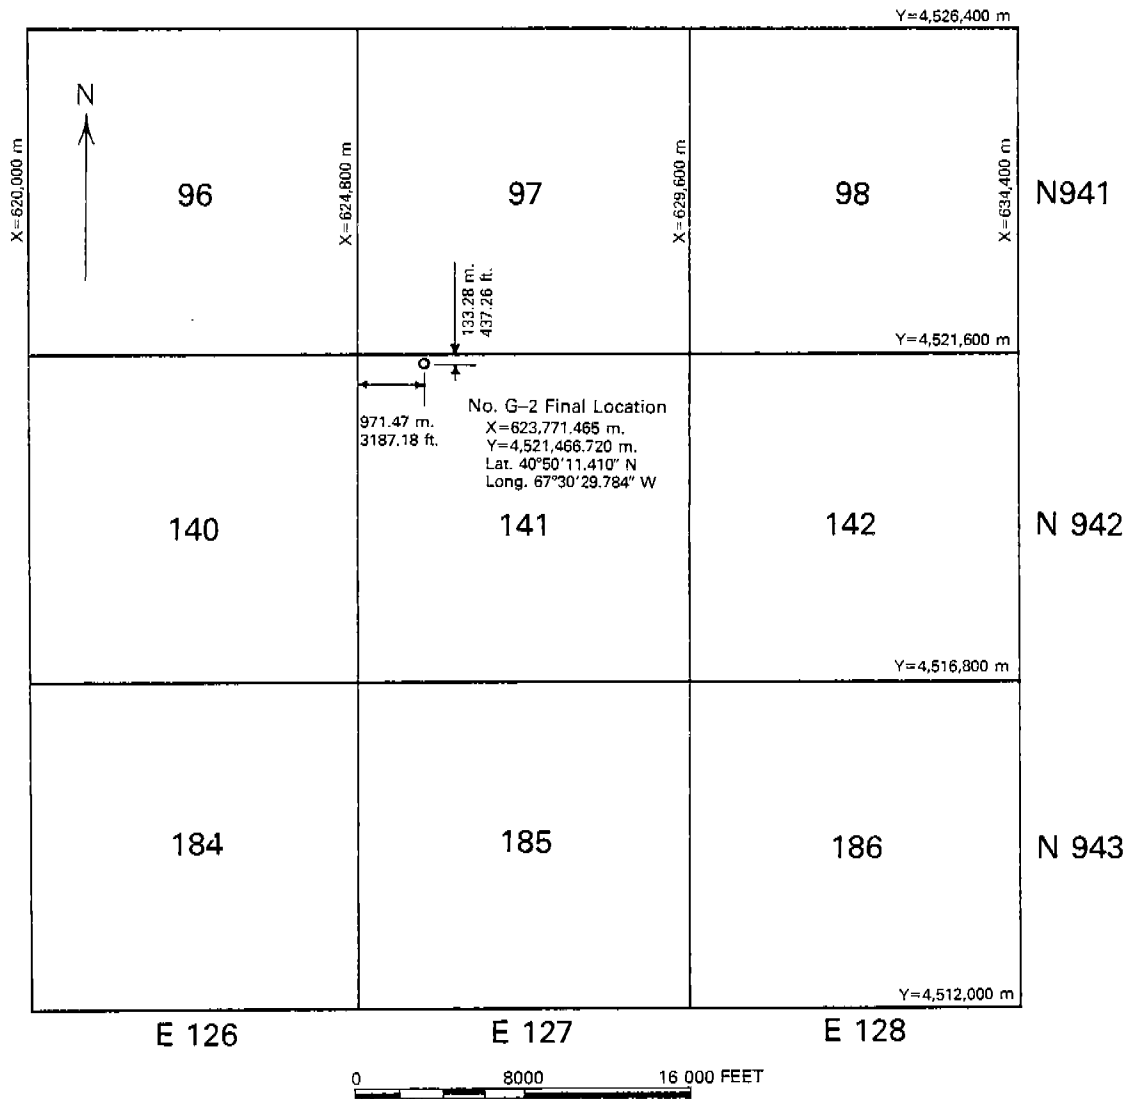 Y=4,526,400 m
N
X=620,000 m
X=624,800 m
X=629,600 m
X=634,400 m
96
97
98
N941
133.28 m.
437.26 ft.
Y=4,521,600 m
971.47 m.
3187.18 ft.
No. G-2 Final Location
X=623,771.465 m.
Y=4,521,466.720 m.
Lat. 40°50'11.410" N
Long. 67°30'29.784" W
140
141
142
N 942
Y=4,516,800 m
184
185
186
N 943
Y=4,512,000 m
E 126
E 127
E 128
0 8000 16 000 FEET